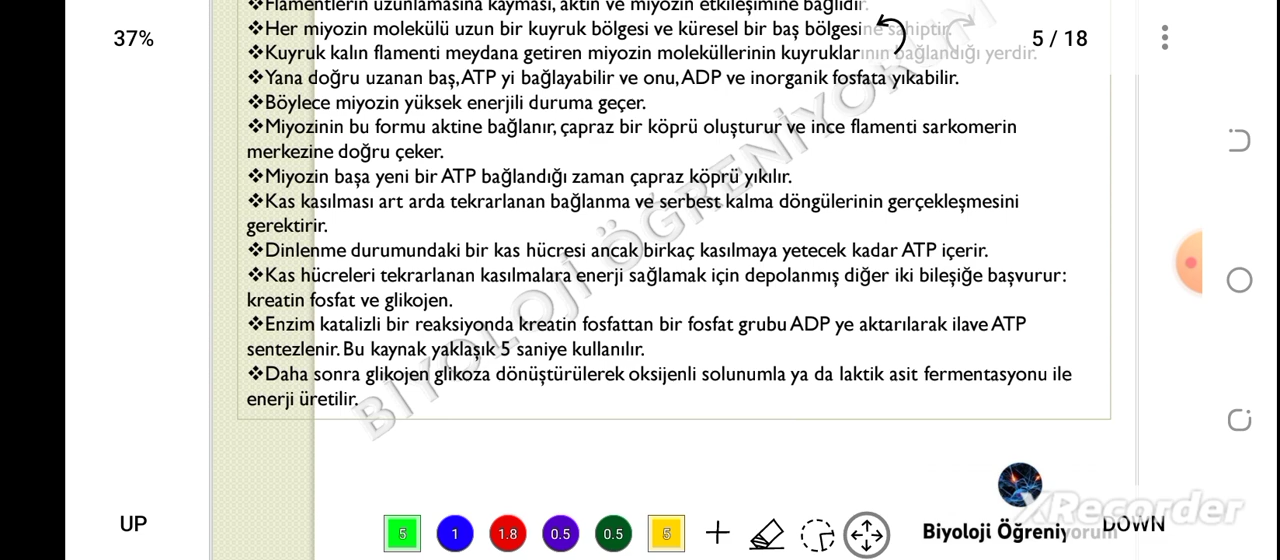 ❖Flamentlerin uzunlamasına kayması, aktin ve miyozin etkileşimine bağlıdır.
37%
❖Her miyozin molekülü uzun bir kuyruk bölgesi ve küresel bir baş bölgesine sahiptir.
5 / 18
❖Kuyruk kalın flamenti meydana getiren miyozin moleküllerinin kuyruklarının bağlandığı yerdir.
❖Yana doğru uzanan baş, ATP yi bağlayabilir ve onu, ADP ve inorganik fosfata yıkabilir.
❖Böylece miyozin yüksek enerjili duruma geçer.
❖Miyozinin bu formu aktine bağlanır, çapraz bir köprü oluşturur ve ince flamenti sarkomerin
merkezine doğru çeker.
❖Miyozin başa yeni bir ATP bağlandığı zaman çapraz köprü yıkılır.
❖Kas kasılması art arda tekrarlanan bağlanma ve serbest kalma döngülerinin gerçekleşmesini
gerektirir.
❖Dinlenme durumundaki bir kas hücresi ancak birkaç kasılmaya yetecek kadar ATP içerir.
❖Kas hücreleri tekrarlanan kasılmalara enerji sağlamak için depolanmış diğer iki bileşiğe başvurur:
kreatin fosfat ve glikojen.
❖Enzim katalizli bir reaksiyonda kreatin fosfattan bir fosfat grubu ADP ye aktarılarak ilave ATP
sentezlenir. Bu kaynak yaklaşık 5 saniye kullanılır.
❖Daha sonra glikojen glikoza dönüştürülerek oksijenli solunumla ya da laktik asit fermentasyonu ile
enerji üretilir.
BİYOLOJİ ÖĞRENİYORUM
XRecorder
UP
5 1 1.8 0.5 0.5 5
Biyoloji Öğreniyorum
DOWN